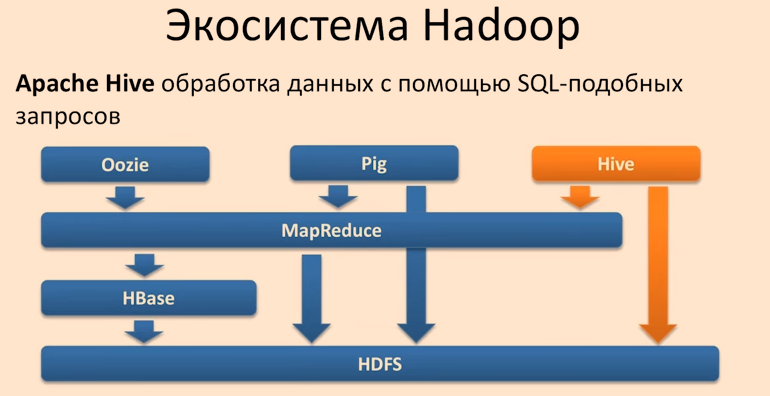 Экосистема Hadoop
Apache Hive обработка данных с помощью SQL-подобных
запросов
Oozie
Pig
Hive
MapReduce
HBase
HDFS